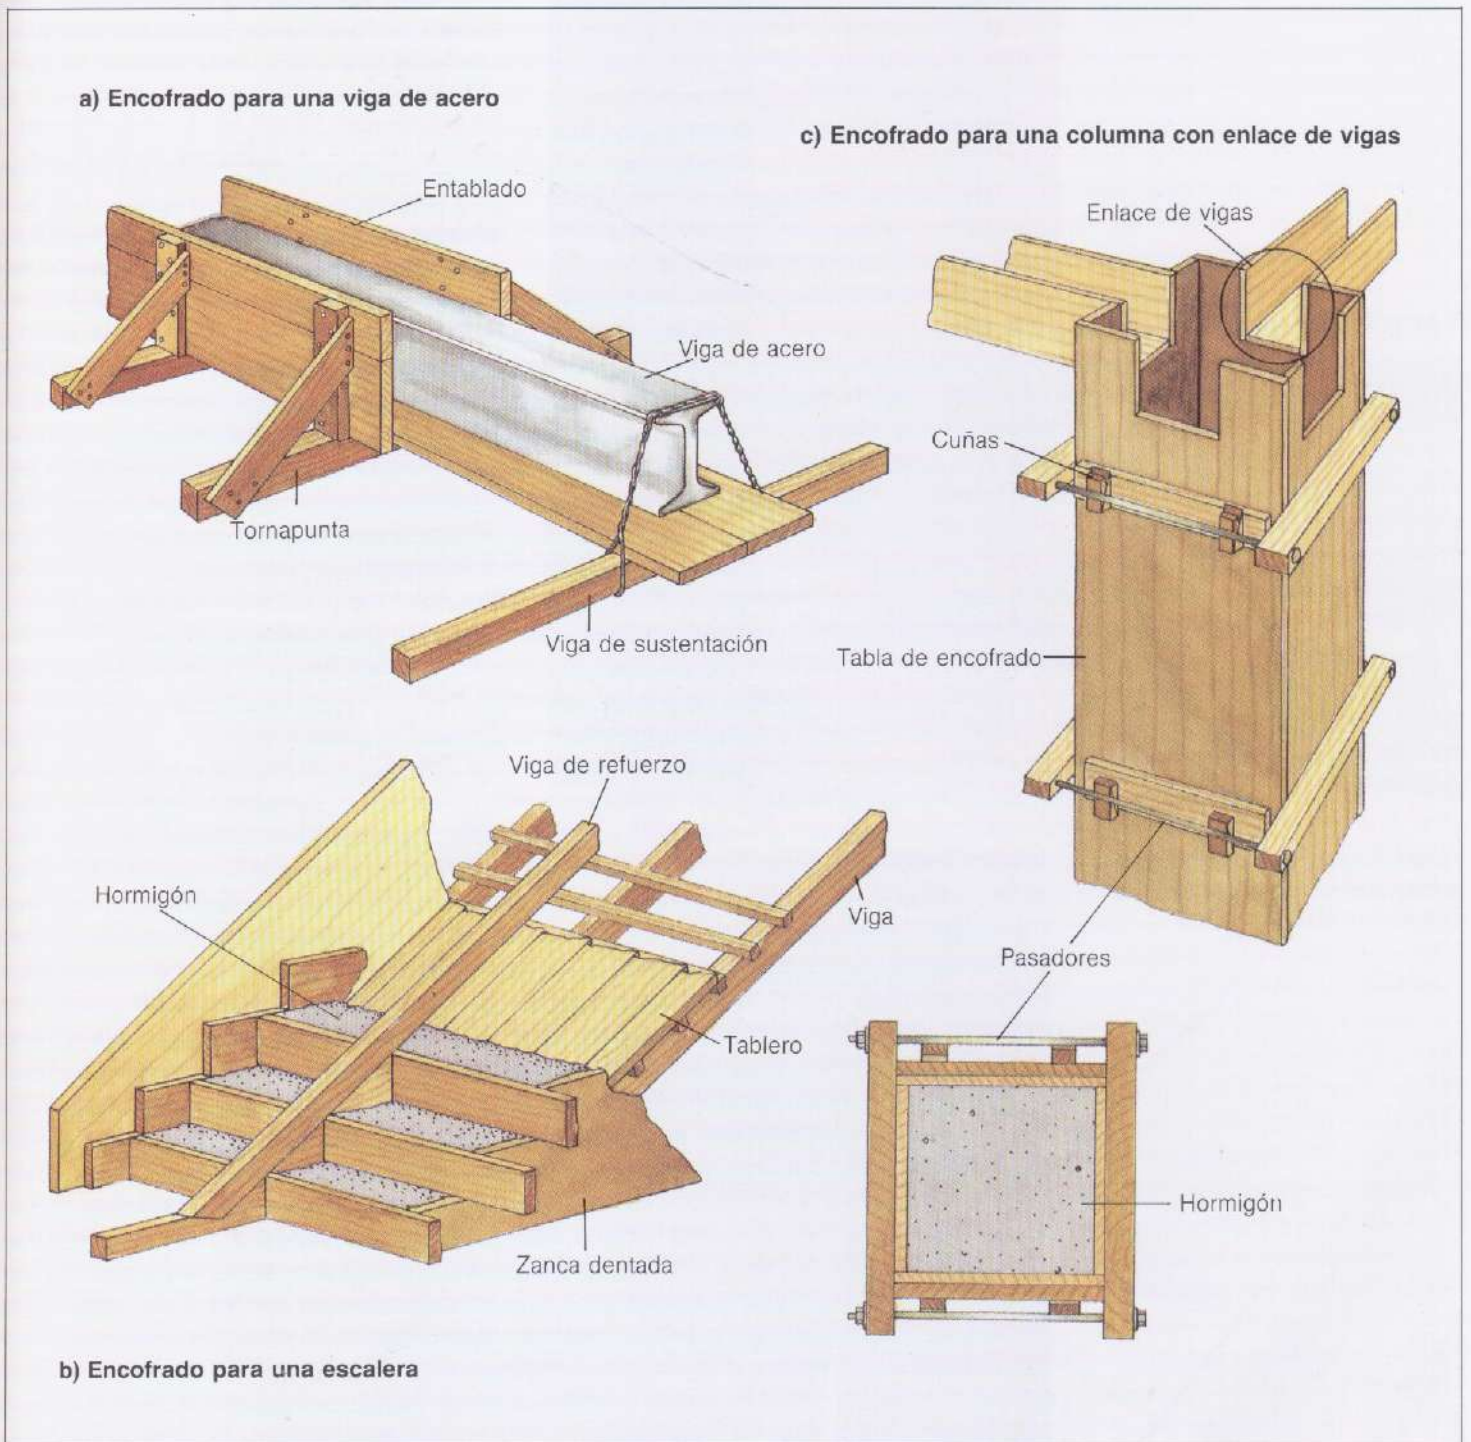 a) Encofrado para una viga de acero
Entablado
Viga de acero
Tornapunta
Viga de sustentación
c) Encofrado para una columna con enlace de vigas
Enlace de vigas
Cuñas
Tabla de encofrado
Pasadores
Hormigón
Viga de refuerzo
Hormigón
Viga
Tablero
Zanca dentada
b) Encofrado para una escalera